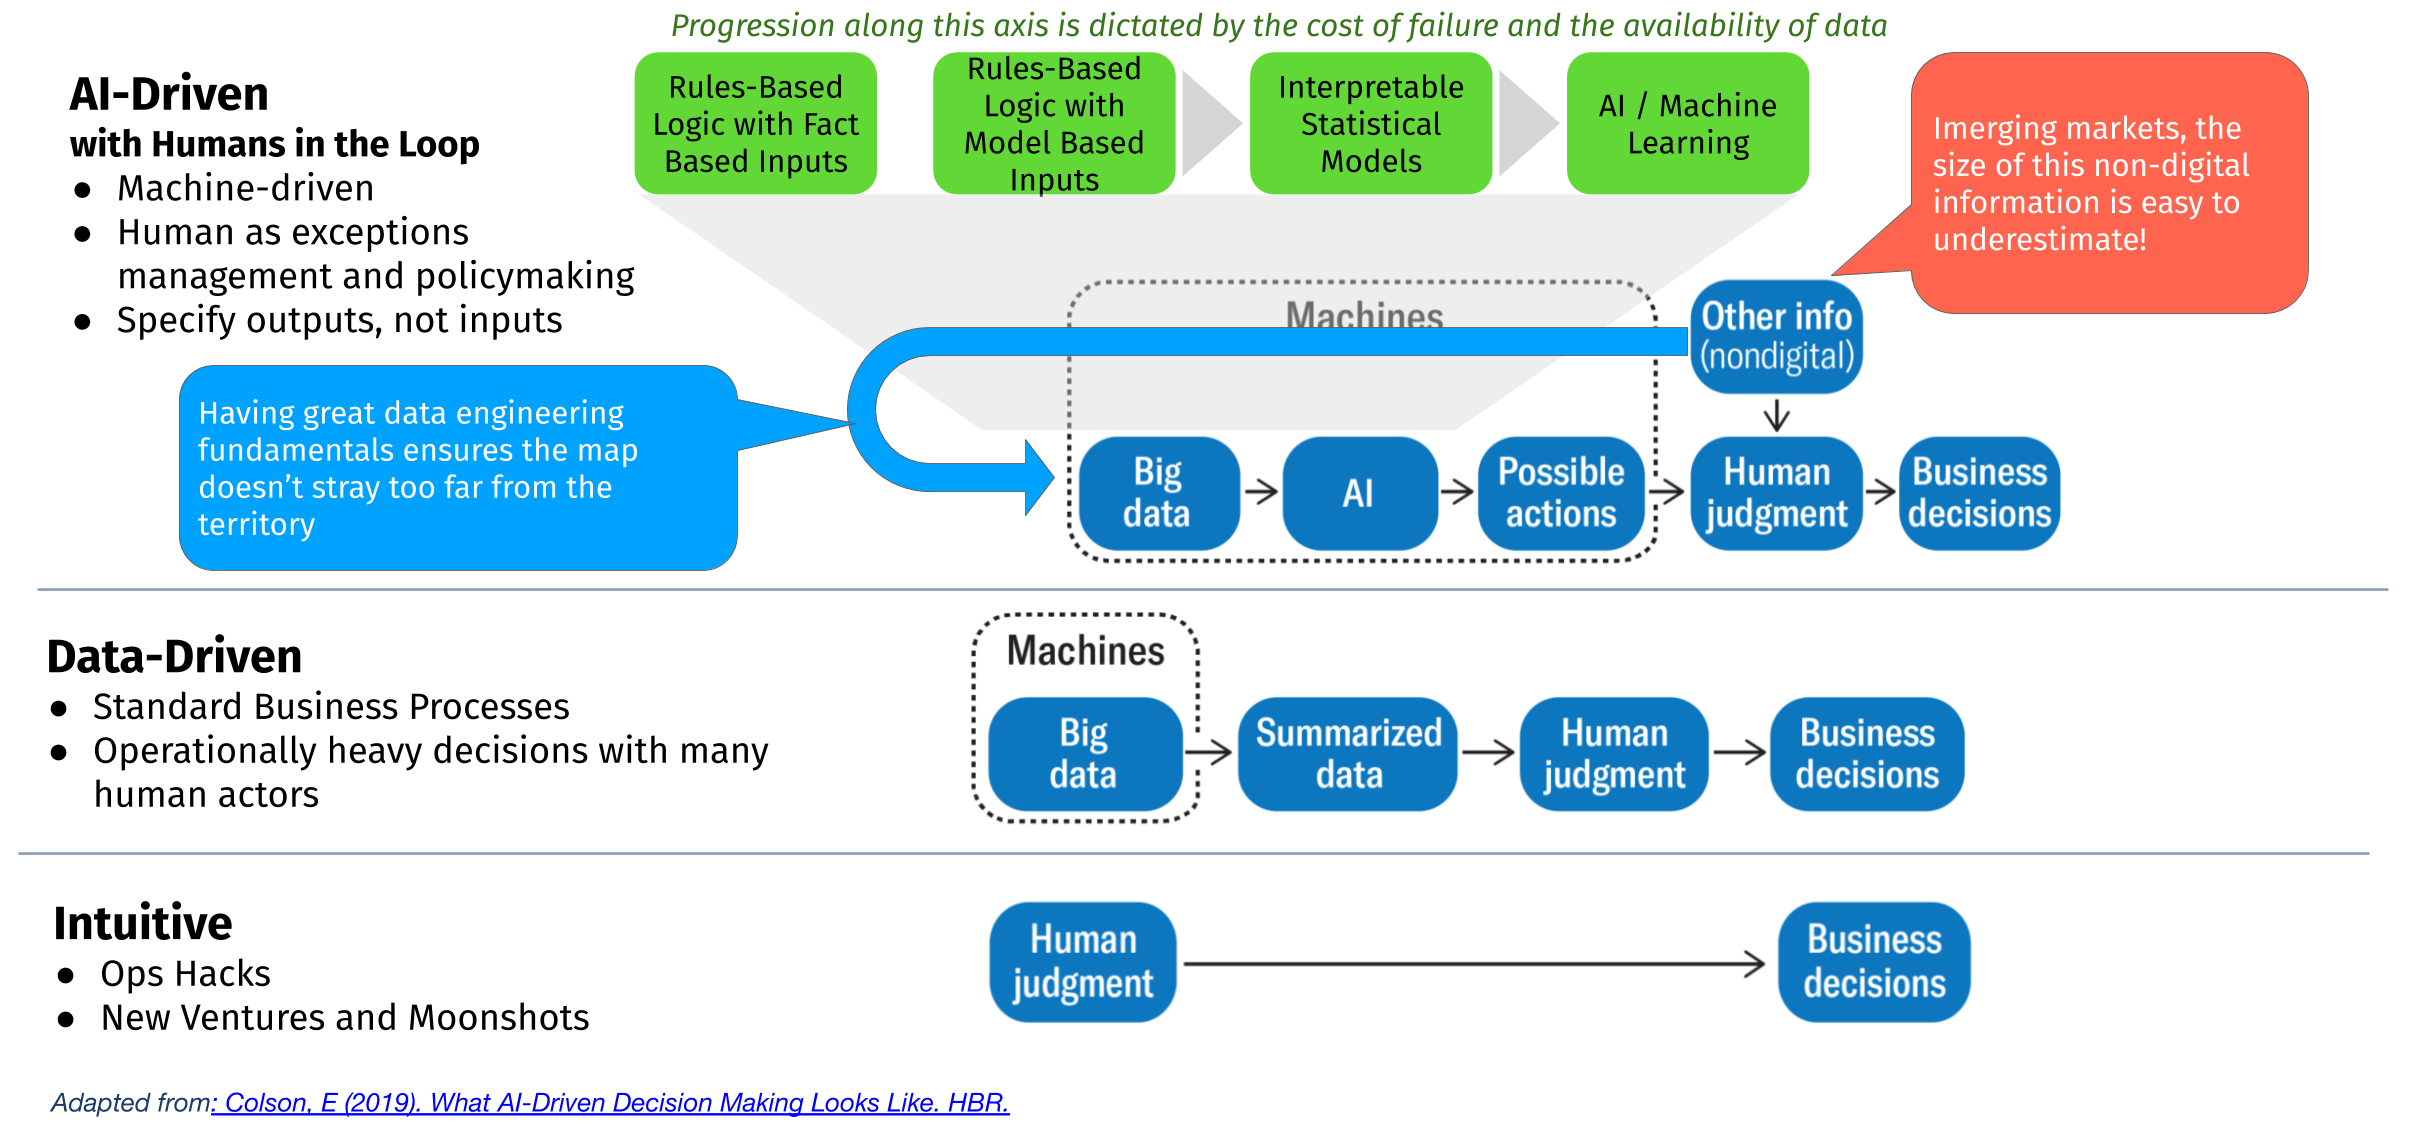 Progression along this axis is dictated by the cost of failure and the availability of data
AI-Driven
with Humans in the Loop
● Machine-driven
● Human as exceptions
management and policymaking
● Specify outputs, not inputs
Rules-Based
Logic with Fact
Based Inputs
Rules-Based
Logic with
Model Based
Inputs
Interpretable
Statistical
Models
AI / Machine
Learning
Imerging markets, the
size of this non-digital
information is easy to
underestimate!
Machines
Other info
(nondigital)
Having great data engineering
fundamentals ensures the map
doesn’t stray too far from the
territory
Big
data
AI
Possible
actions
Human
judgment
Business
decisions
Data-Driven
● Standard Business Processes
● Operationally heavy decisions with many
human actors
Machines
Big
data
Summarized
data
Human
judgment
Business
decisions
Intuitive
● Ops Hacks
● New Ventures and Moonshots
Human
judgment
Business
decisions
Adapted from: Colson, E (2019). What AI-Driven Decision Making Looks Like. HBR.